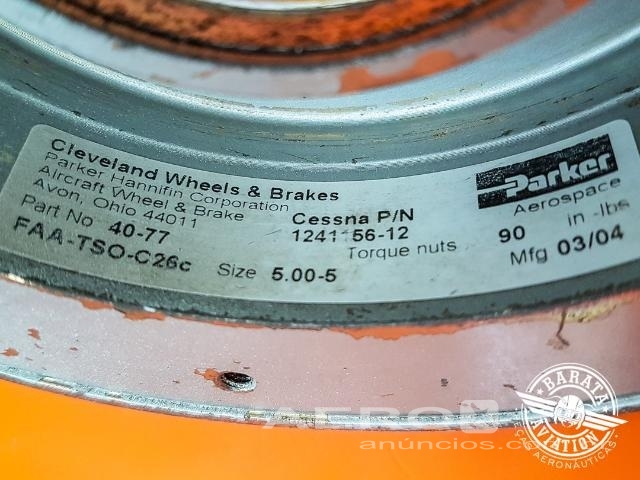 Cleveland Wheels & Brakes
Parker Hannifin Corporation
Aircraft Wheel & Brake
Avon, Ohio 44011
Part No 40-77
FAA-TSO-C26c
Size 5.00-5
Cessna P/N
1241156-12
Torque nuts 90 in -lbs
Mfg 03/04
Parker
Aerospace
BARATA
AVIATION
PEÇAS AERONÁUTICAS
anúncios.c